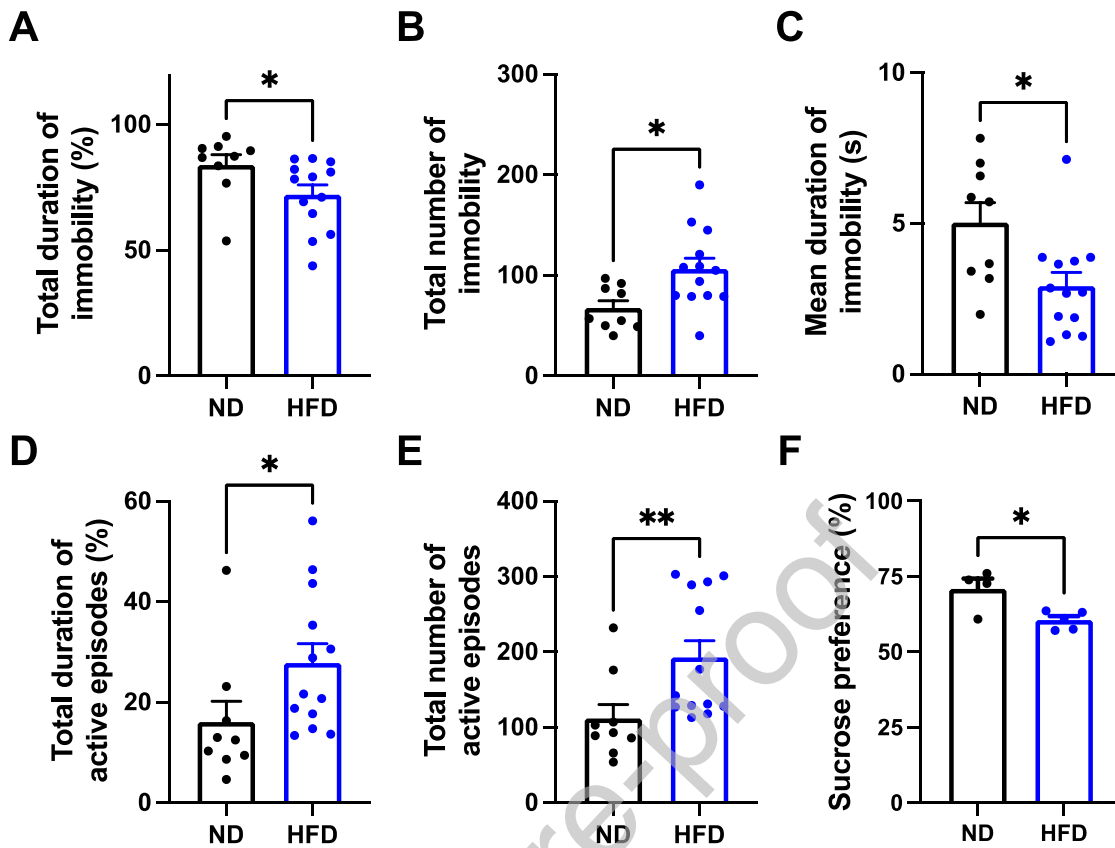 A
Total duration of
immobility (%)
100
50
0
*
ND HFD
B
Total number of
immobility
300
200
100
0
*
ND HFD
C
Mean duration of
immobility (s)
10
5
0
*
ND HFD
D
Total duration of
active episodes (%)
60
40
20
0
*
ND HFD
E
Total number of
active episodes
400
300
200
100
0
**
ND HFD
F
Sucrose preference (%)
100
75
50
25
0
*
ND HFD
re-proof